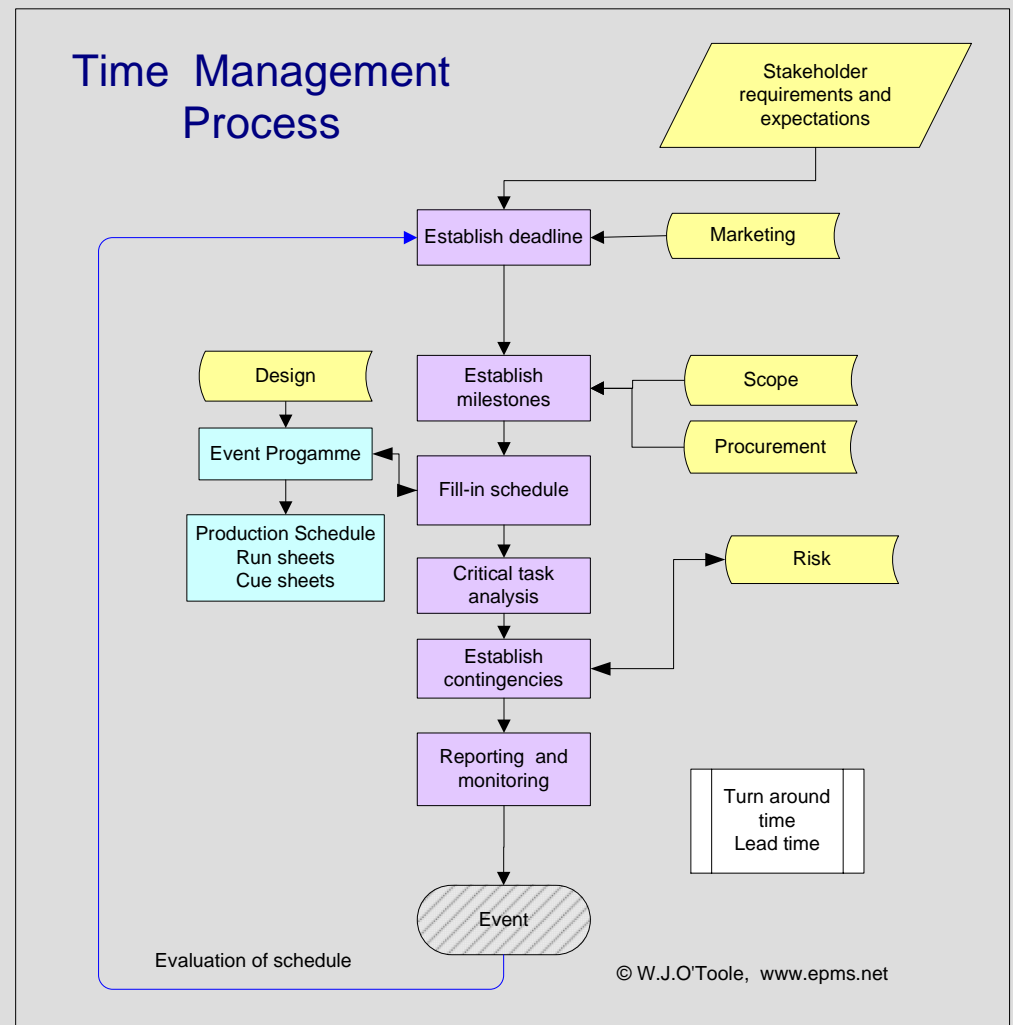 Time Management
Process
Stakeholder
requirements and
expectations
Establish deadline
Marketing
Design
Establish
milestones
Scope
Event Progamme
Procurement
Fill-in schedule
Production Schedule
Run sheets
Cue sheets
Critical task
analysis
Risk
Establish
contingencies
Reporting and
monitoring
Turn around
time
Lead time
Event
Evaluation of schedule
© W.J.O'Toole, www.epms.net